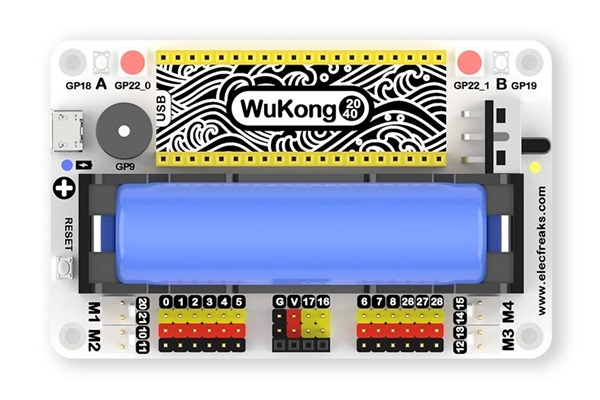 GP18 A GP22_0
GP22_1 B GP19
USB
WuKong 20 40
GP9
RESET
www.elecfreaks.com
M1 M2
20 21 10 11
0 1 2 3 4 5
G V 17 16
6 7 8 26 27 28
14 15
12 13
M4
M3